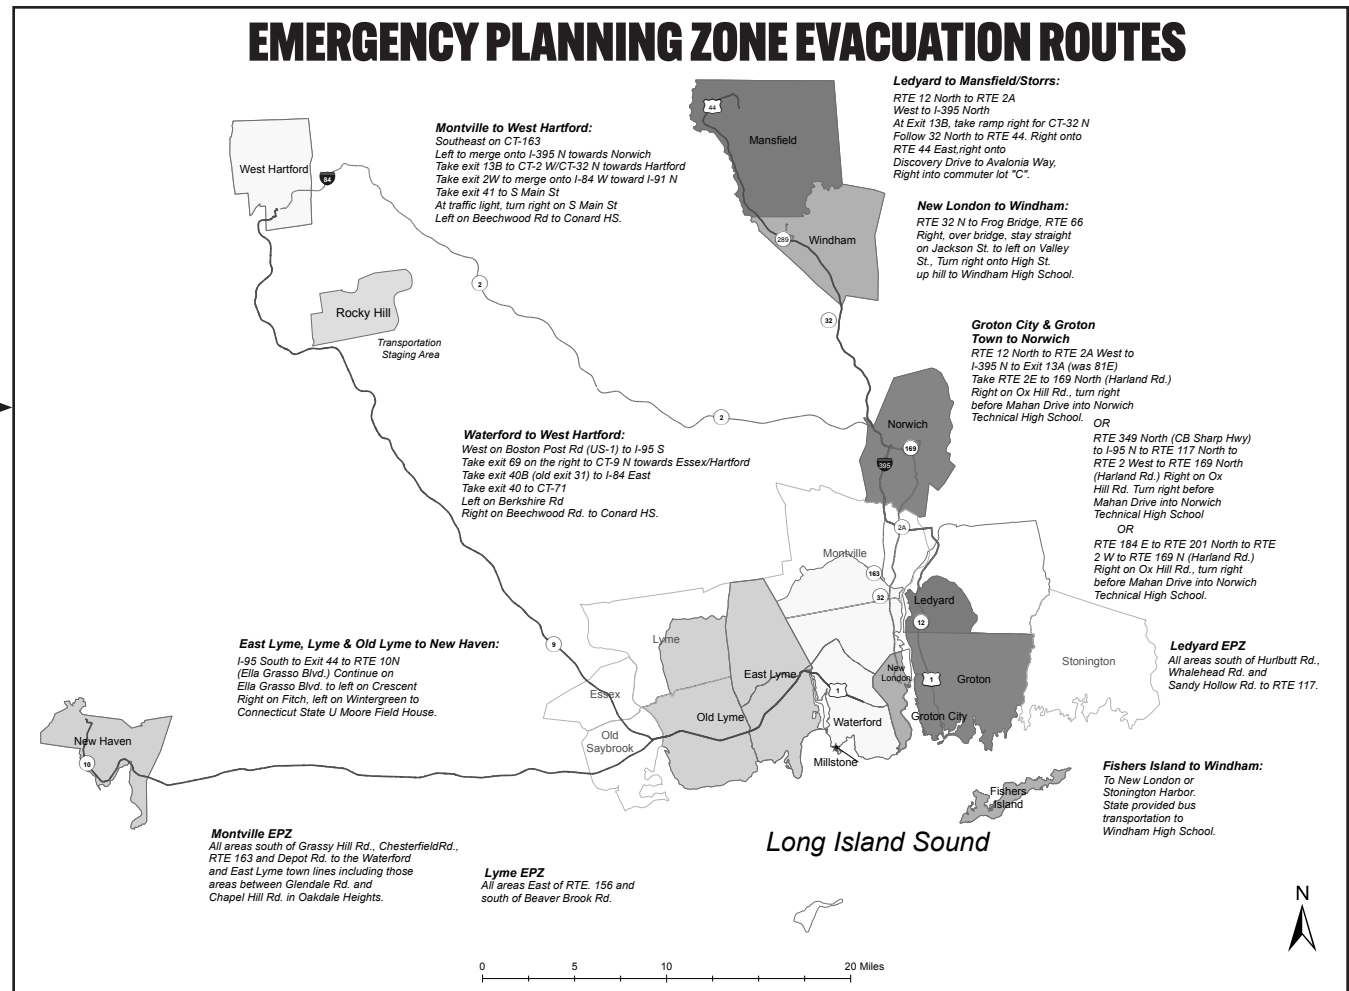 EMERGENCY PLANNING ZONE EVACUATION ROUTES
Ledyard to Mansfield/Storrs:
RTE 12 North to RTE 2A
West to I-395 North
At Exit 13B, take ramp right for CT-32 N
Follow 32 North to RTE 44. Right onto
RTE 44 East,right onto
Discovery Drive to Avalonia Way,
Right into commuter lot "C".
Montville to West Hartford:
Southeast on CT-163
Left to merge onto I-395 N towards Norwich
Take exit 13B to CT-2 W/CT-32 N towards Hartford
Take exit 2W to merge onto I-84 W toward I-91 N
Take exit 41 to S Main St
At traffic light, turn right on S Main St
Left on Beechwood Rd to Conard HS.
44
Mansfield
West Hartford
84
New London to Windham:
RTE 32 N to Frog Bridge, RTE 66
Right, over bridge, stay straight
on Jackson St. to left on Valley
St., Turn right onto High St.
up hill to Windham High School.
289
Windham
2
Rocky Hill
Transportation
Staging Area
32
Groton City & Groton
Town to Norwich
RTE 12 North to RTE 2A West to
I-395 N to Exit 13A (was 81E)
Take RTE 2E to 169 North (Harland Rd.)
Right on Ox Hill Rd., turn right
before Mahan Drive into Norwich
Technical High School.
OR
RTE 349 North (CB Sharp Hwy)
to I-95 N to RTE 117 North to
RTE 2 West to RTE 169 North
(Harland Rd.) Right on Ox
Hill Rd. Turn right before
Mahan Drive into Norwich
Technical High School
OR
RTE 184 E to RTE 201 North to RTE
2 W to RTE 169 N (Harland Rd.)
Right on Ox Hill Rd., turn right
before Mahan Drive into Norwich
Technical High School.
2
Norwich
169
395
Waterford to West Hartford:
West on Boston Post Rd (US-1) to I-95 S
Take exit 69 on the right to CT-9 N towards Essex/Hartford
Take exit 40B (old exit 31) to I-84 East
Take exit 40 to CT-71
Left on Berkshire Rd
Right on Beechwood Rd. to Conard HS.
2A
Montville
163
32
Ledyard
12
Lyme
9
East Lyme, Lyme & Old Lyme to New Haven:
I-95 South to Exit 44 to RTE 10N
(Ella Grasso Blvd.) Continue on
Ella Grasso Blvd. to left on Crescent
Right on Fitch, left on Wintergreen to
Connecticut State U Moore Field House.
Ledyard EPZ
All areas south of Hurlbutt Rd.,
Whalehead Rd. and
Sandy Hollow Rd. to RTE 117.
Stonington
East Lyme
New
London
1
Groton
1
Essex
Old Lyme
Waterford
Groton City
Old
Saybrook
New Haven
10
Millstone
Fishers Island to Windham:
To New London or
Stonington Harbor.
State provided bus
transportation to
Windham High School.
Fishers
Island
Long Island Sound
Montville EPZ
All areas south of Grassy Hill Rd., ChesterfieldRd.,
RTE 163 and Depot Rd. to the Waterford
and East Lyme town lines including those
areas between Glendale Rd. and
Chapel Hill Rd. in Oakdale Heights.
Lyme EPZ
All areas East of RTE. 156 and
south of Beaver Brook Rd.
N
0 5 10 20 Miles